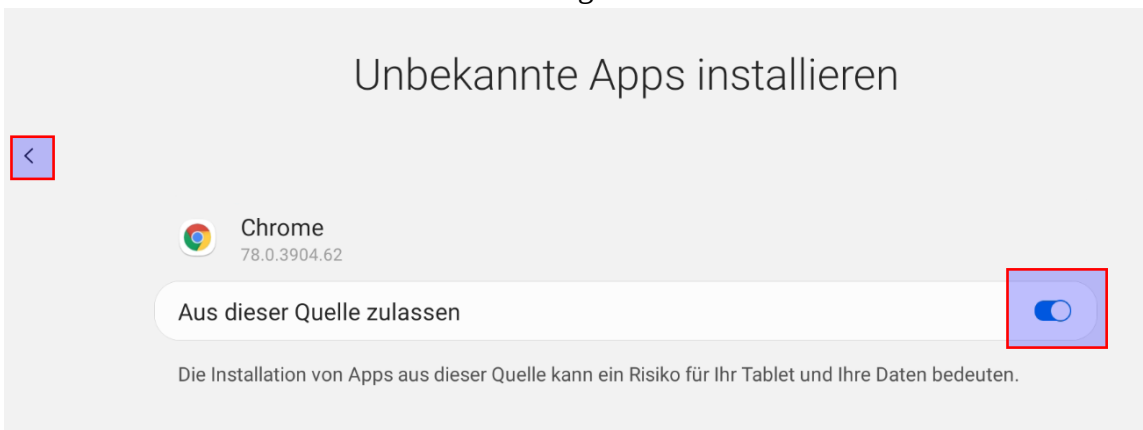 Unbekannte Apps installieren
Chrome
78.0.3904.62
Aus dieser Quelle zulassen
Die Installation von Apps aus dieser Quelle kann ein Risiko für Ihr Tablet und Ihre Daten bedeuten.